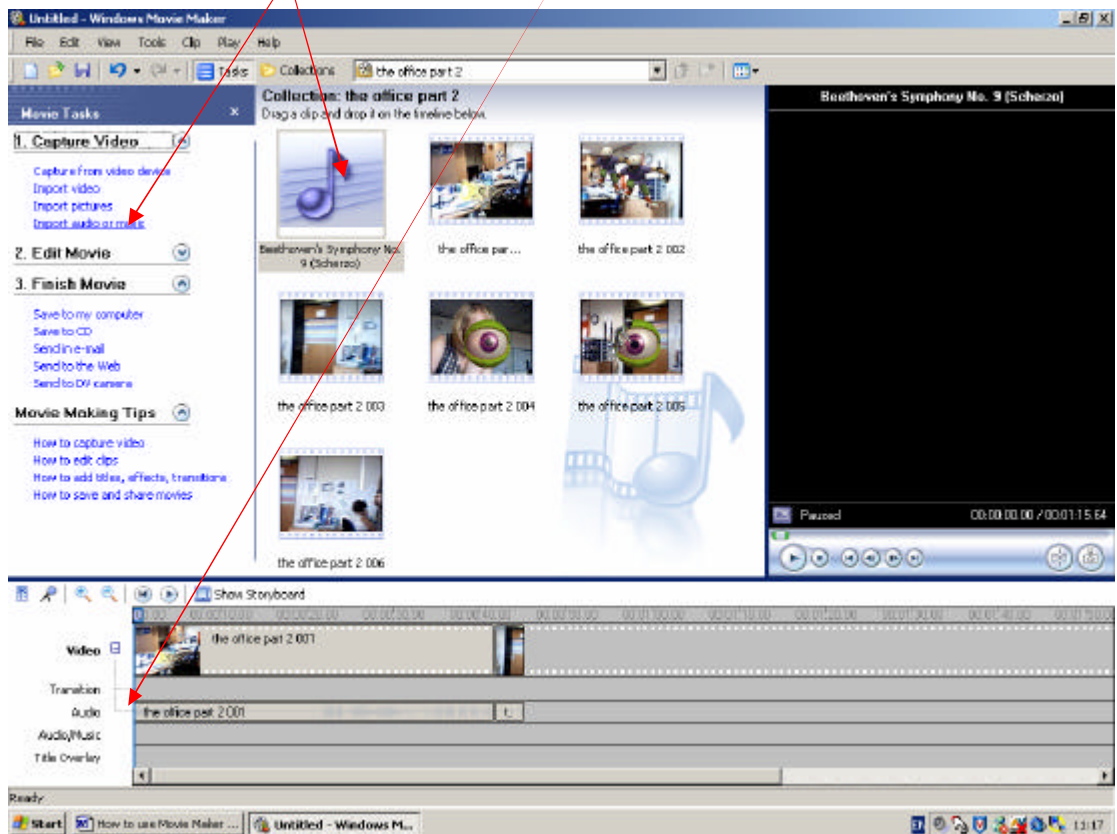 Untitled - Windows Movie Maker
File Edit View Tools Clip Play Help
Tasks Collections the office part 2
Movie Tasks
1. Capture Video
Capture from video device
Import video
Import pictures
Import audio or music
2. Edit Movie
3. Finish Movie
Save to my computer
Save to CD
Send in e-mail
Send to the Web
Send to DV camera
Movie Making Tips
How to capture video
How to edit clips
How to add titles, effects, transitions
How to save and share movies
Collection: the office part 2
Drag a clip and drop it on the timeline below.
Beethoven's Symphony No.
9 (Scherzo)
the office par...
the office part 2 002
the office part 2 003
the office part 2 004
the office part 2 005
the office part 2 006
Beethoven's Symphony No. 9 (Scherzo)
Paused 00:00:00.00 / 00:01:15.64
Show Storyboard
Video
the office part 2 001
Transition
Audio
the office part 2 001
Audio/Music
Title Overlay
Ready
Start How to use Movie Maker ... Untitled - Windows M... 11:17